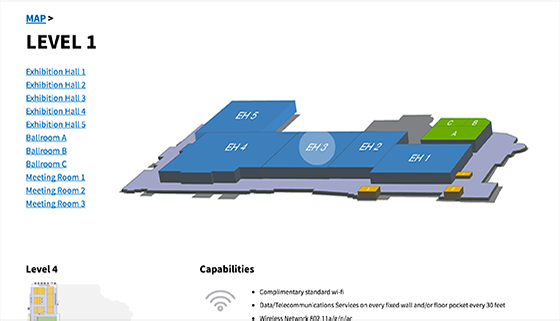 MAP >
LEVEL 1
Exhibition Hall 1
Exhibition Hall 2
Exhibition Hall 3
Exhibition Hall 4
Exhibition Hall 5
Ballroom A
Ballroom B
Ballroom C
Meeting Room 1
Meeting Room 2
Meeting Room 3
EH 5
EH 4
EH 3
EH 2
EH 1
C B
A
Level 4
Capabilities
Complimentary standard wi-fi
Data/Telecommunications Services on every fixed wall and/or floor pocket every 30 feet
Wireless Network 802.11a/g/n/ar